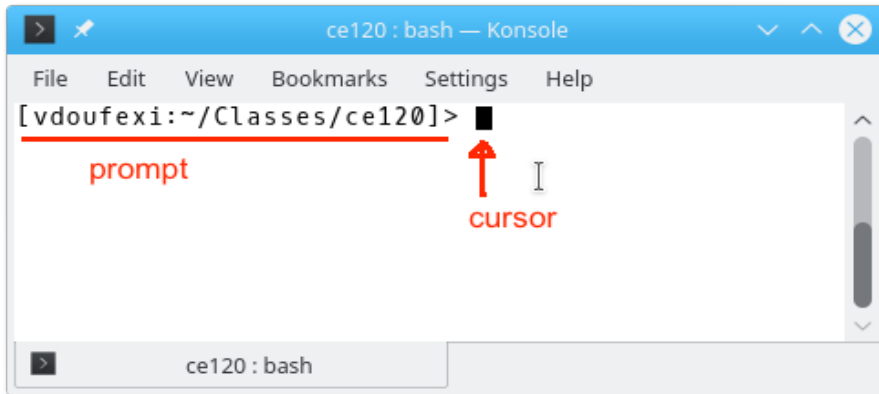 ce120 : bash — Konsole
File Edit View Bookmarks Settings Help
[vdoufexi:~/Classes/ce120]>
prompt
cursor
ce120 : bash